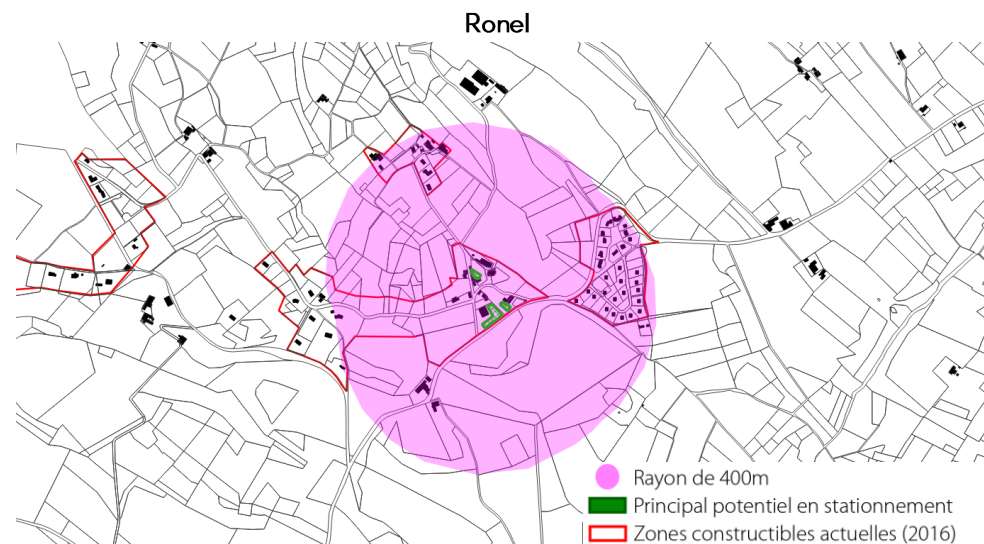 Ronel
Rayon de 400m
Principal potentiel en stationnement
Zones constructibles actuelles (2016)